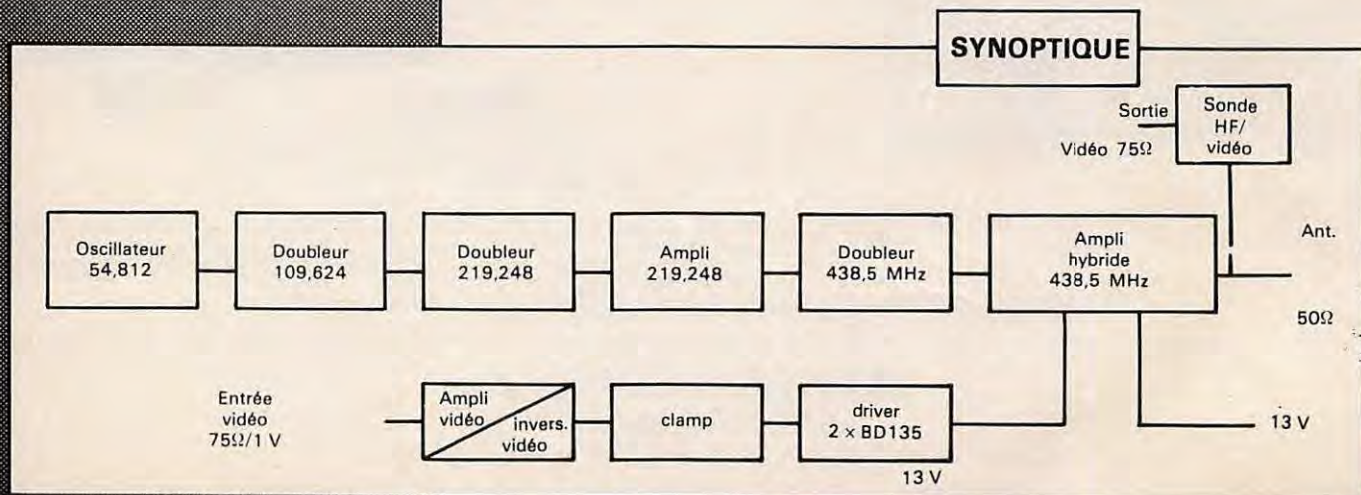 SYNOPTIQUE
Sortie
Vidéo 75Ω
Sonde
HF/
vidéo
Oscillateur
54,812
Doubleur
109,624
Doubleur
219,248
Ampli
219,248
Doubleur
438,5 MHz
Ampli
hybride
438,5 MHz
Ant.
50Ω
Entrée
vidéo
75Ω/1 V
Ampli
vidéo
invers.
vidéo
clamp
driver
2 × BD135
13 V
13 V